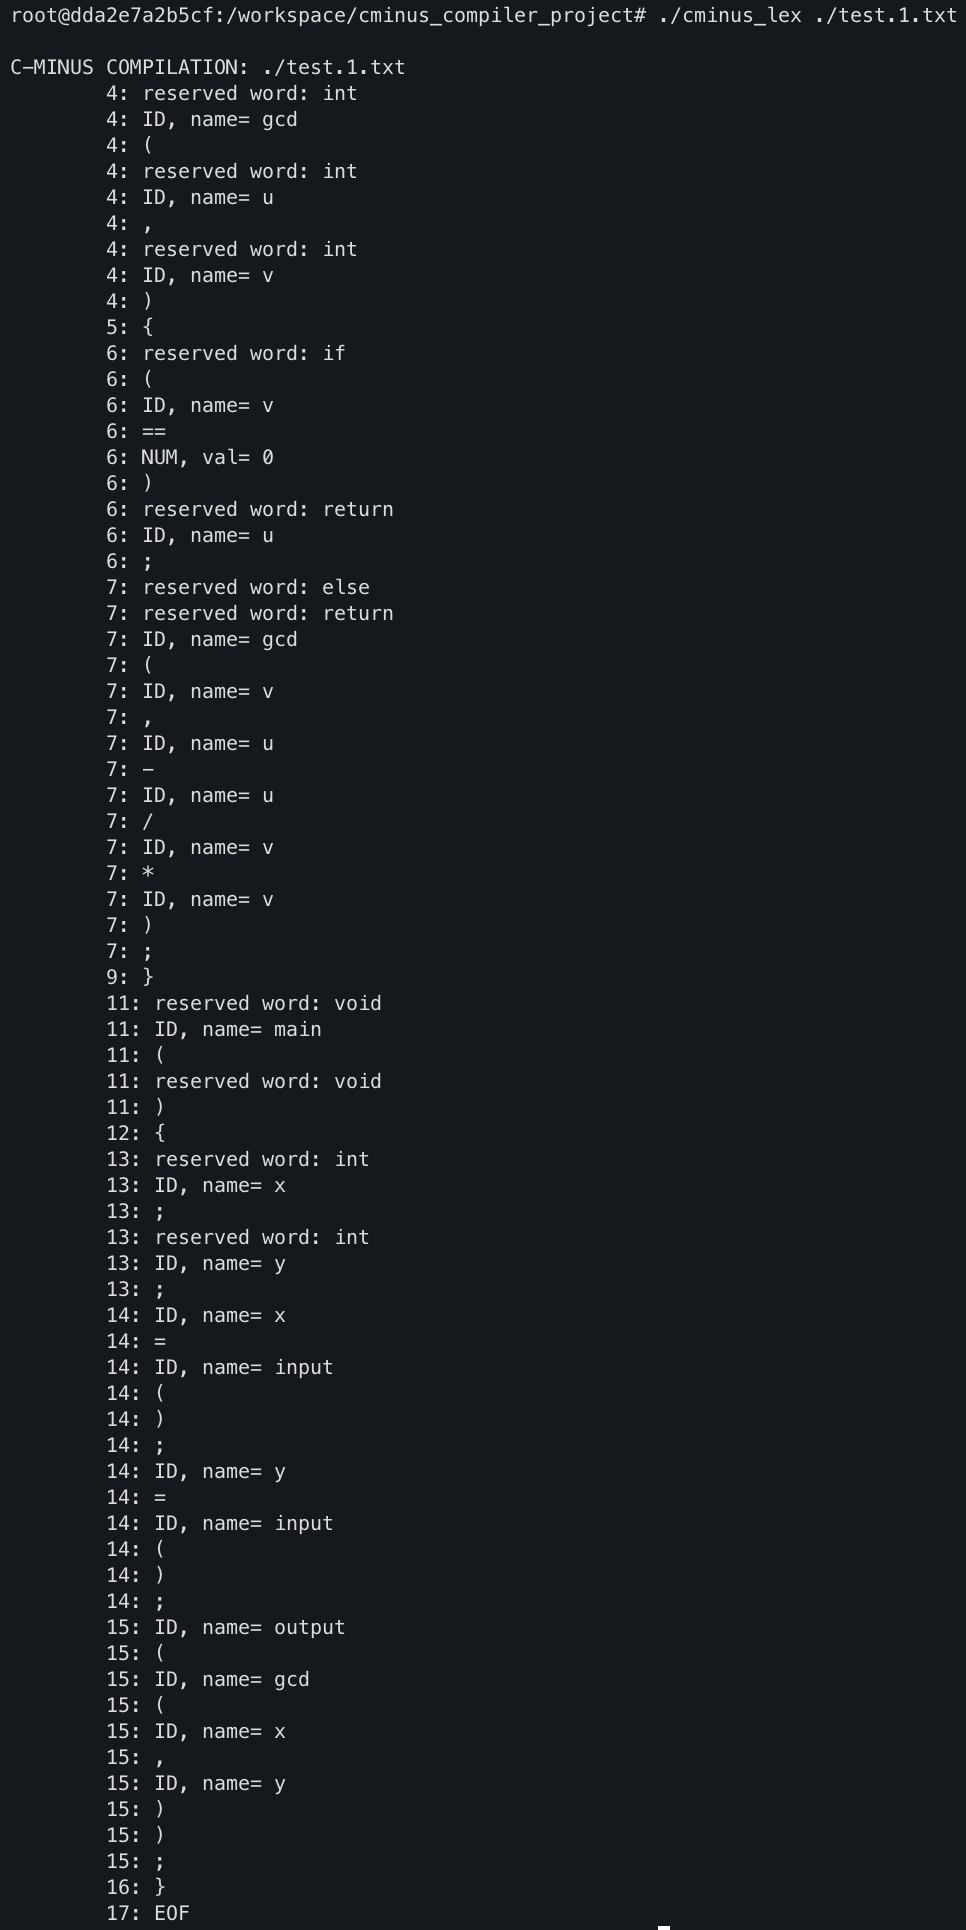 root@dda2e7a2b5cf:/workspace/cminus_compiler_project# ./cminus_lex ./test.1.txt
C-MINUS COMPILATION: ./test.1.txt
4: reserved word: int
4: ID, name= gcd
4: (
4: reserved word: int
4: ID, name= u
4: ,
4: reserved word: int
4: ID, name= v
4: )
5: {
6: reserved word: if
6: (
6: ID, name= v
6: ==
6: NUM, val= 0
6: )
6: reserved word: return
6: ID, name= u
6: ;
7: reserved word: else
7: reserved word: return
7: ID, name= gcd
7: (
7: ID, name= v
7: ,
7: ID, name= u
7: -
7: ID, name= u
7: /
7: ID, name= v
7: *
7: ID, name= v
7: )
7: ;
9: }
11: reserved word: void
11: ID, name= main
11: (
11: reserved word: void
11: )
12: {
13: reserved word: int
13: ID, name= x
13: ;
13: reserved word: int
13: ID, name= y
13: ;
14: ID, name= x
14: =
14: ID, name= input
14: (
14: )
14: ;
14: ID, name= y
14: =
14: ID, name= input
14: (
14: )
14: ;
15: ID, name= output
15: (
15: ID, name= gcd
15: (
15: ID, name= x
15: ,
15: ID, name= y
15: )
15: )
15: ;
16: }
17: EOF